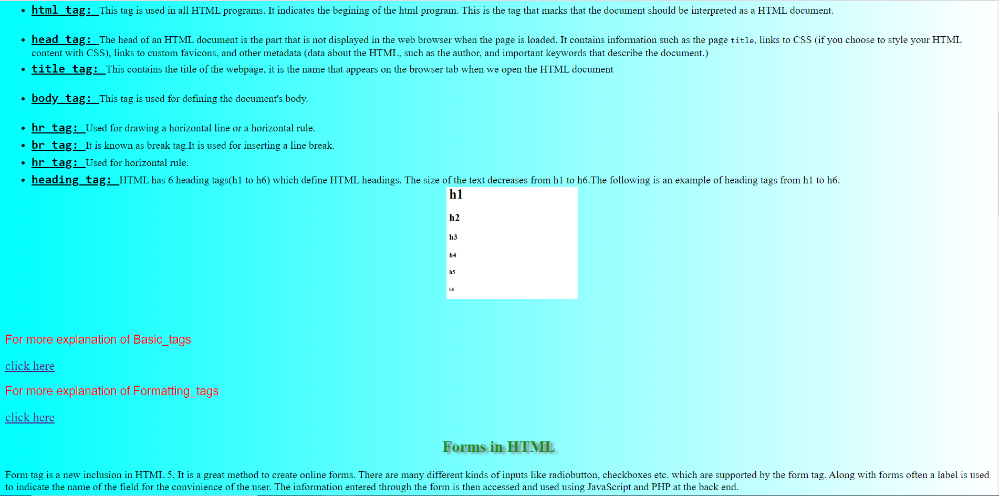 html tag: This tag is used in all HTML programs. It indicates the begining of the html program. This is the tag that marks that the document should be interpreted as a HTML document.
head tag: The head of an HTML document is the part that is not displayed in the web browser when the page is loaded. It contains information such as the page title, links to CSS (if you choose to style your HTML
content with CSS), links to custom favicons, and other metadata (data about the HTML, such as the author, and important keywords that describe the document.)
title tag: This contains the title of the webpage, it is the name that appears on the browser tab when we open the HTML document
body tag: This tag is used for defining the document's body.
hr tag: Used for drawing a horizontal line or a horizontal rule.
br tag: It is known as break tag.It is used for inserting a line break.
hr tag: Used for horizontal rule.
heading tag: HTML has 6 heading tags(h1 to h6) which define HTML headings. The size of the text decreases from h1 to h6.The following is an example of heading tags from h1 to h6.
h1
h2
h3
h4
h5
h6
For more explanation of Basic_tags
click here
For more explanation of Formatting_tags
click here
Forms in HTML
Form tag is a new inclusion in HTML 5. It is a great method to create online forms. There are many different kinds of inputs like radiobutton, checkboxes etc. which are supported by the form tag. Along with forms often a label is used
to indicate the name of the field for the convinience of the user. The information entered through the form is then accessed and used using JavaScript and PHP at the back end.